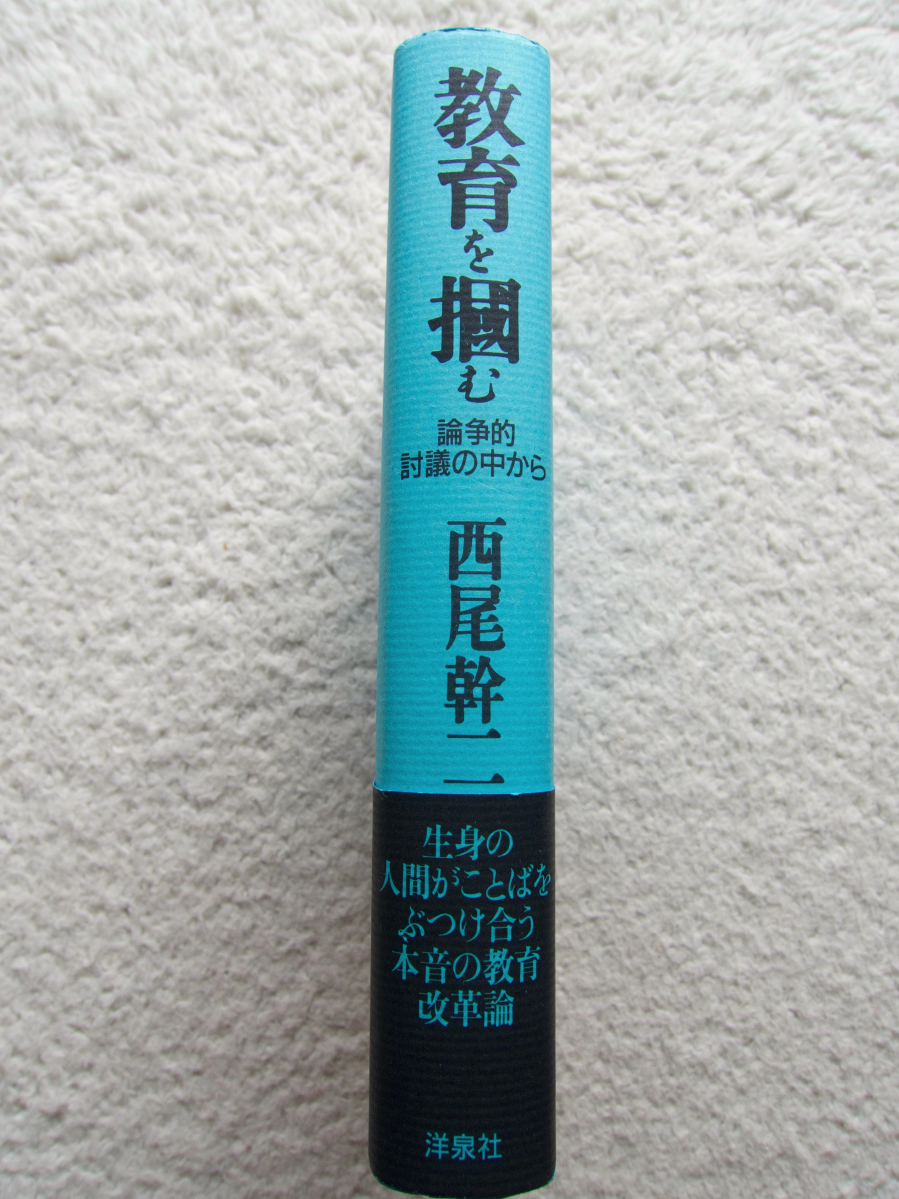 教育を摑む
論争的
討議の中から
西尾幹二
生身の
人間がことばを
ぶつけ合う
本音の教育
改革論
洋泉社